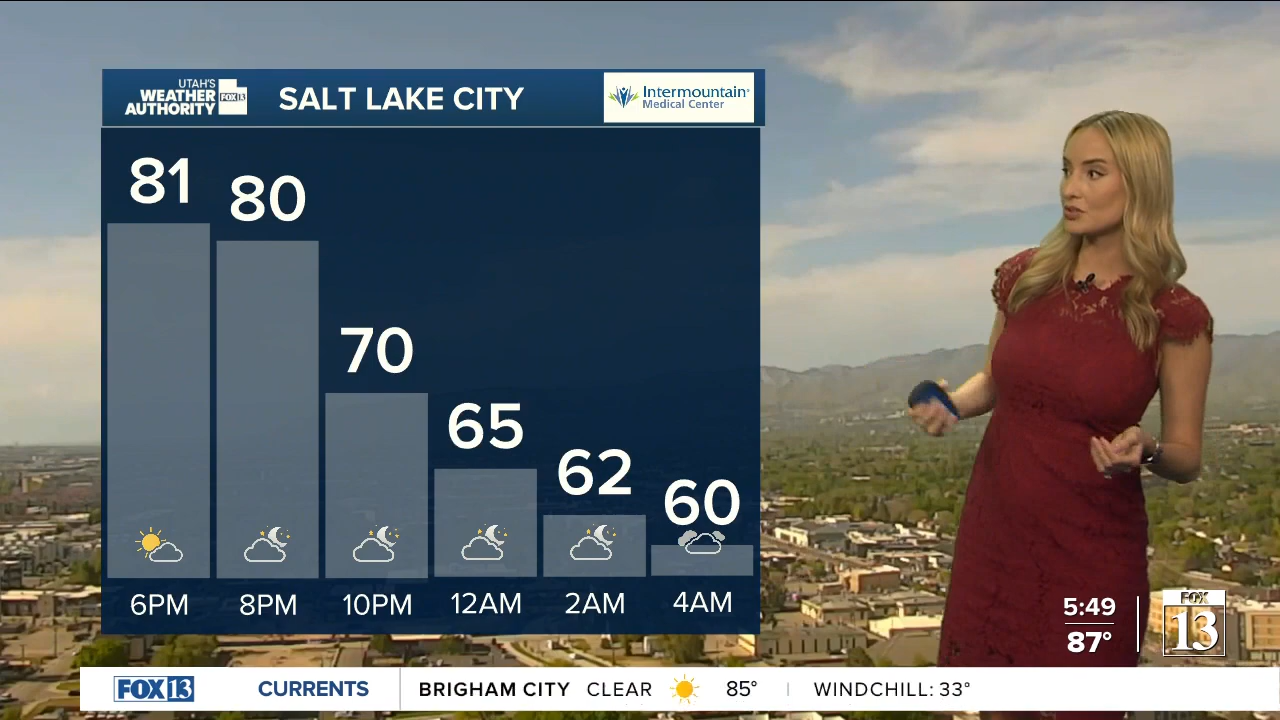 UTAH'S
WEATHER
AUTHORITY
FOX 13
SALT LAKE CITY
Intermountain®
Medical Center
81
80
70
65
62
60
6PM
8PM
10PM
12AM
2AM
4AM
5:49
87°
FOX
13
FOX 13
CURRENTS
BRIGHAM CITY CLEAR 85° WINDCHILL: 33°